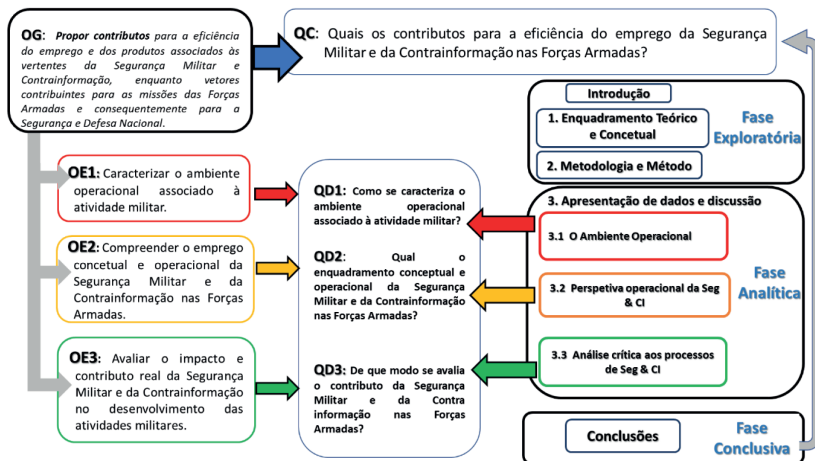 OG: Propor contributos para a eficiência
do emprego e dos produtos associados às
vertentes da Segurança Militar e
Contrainformação, enquanto vetores
contribuintes para as missões das Forças
Armadas e consequentemente para a
Segurança e Defesa Nacional.
QC: Quais os contributos para a eficiência do emprego da Segurança
Militar e da Contrainformação nas Forças Armadas?
OE1: Caracterizar o ambiente
operacional associado à
atividade militar.
OE2: Compreender o emprego
concetual e operacional da
Segurança Militar e da
Contrainformação nas Forças
Armadas.
OE3: Avaliar o impacto e
contributo real da Segurança
Militar e da Contrainformação
no desenvolvimento das
atividades militares.
QD1: Como se caracteriza o
ambiente operacional
associado à atividade militar?
QD2: Qual o
enquadramento conceptual e
operacional da Segurança
Militar e da Contrainformação
nas Forças Armadas?
QD3: De que modo se avalia
o contributo da Segurança
Militar e da Contra
informação nas Forças
Armadas?
Introdução
1. Enquadramento Teórico
e Concetual
2. Metodologia e Método
Fase
Exploratória
3. Apresentação de dados e discussão
3.1 O Ambiente Operacional
3.2 Perspetiva operacional da Seg
& CI
3.3 Análise crítica aos processos
de Seg & CI
Fase
Analítica
Conclusões
Fase
Conclusiva